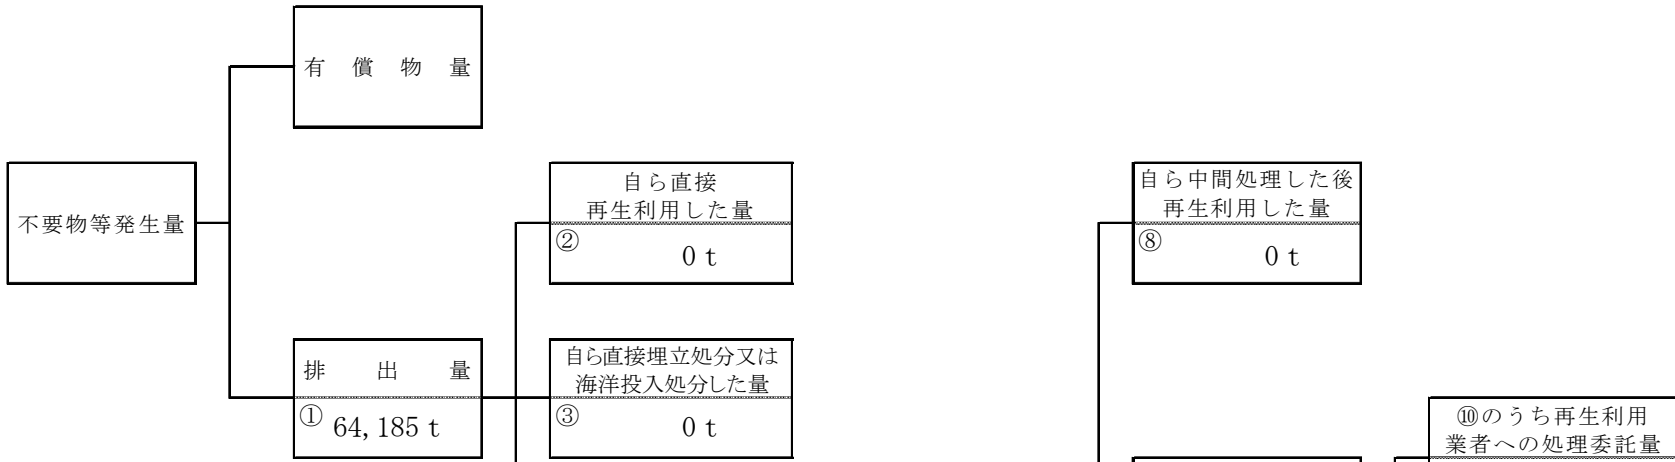 有償物量
不要物等発生量
自ら直接
再生利用した量
② 0 t
自ら中間処理した後
再生利用した量
⑧ 0 t
排出量
① 64,185 t
自ら直接埋立処分又は
海洋投入処分した量
③ 0 t
⑩のうち再生利用
業者への処理委託量